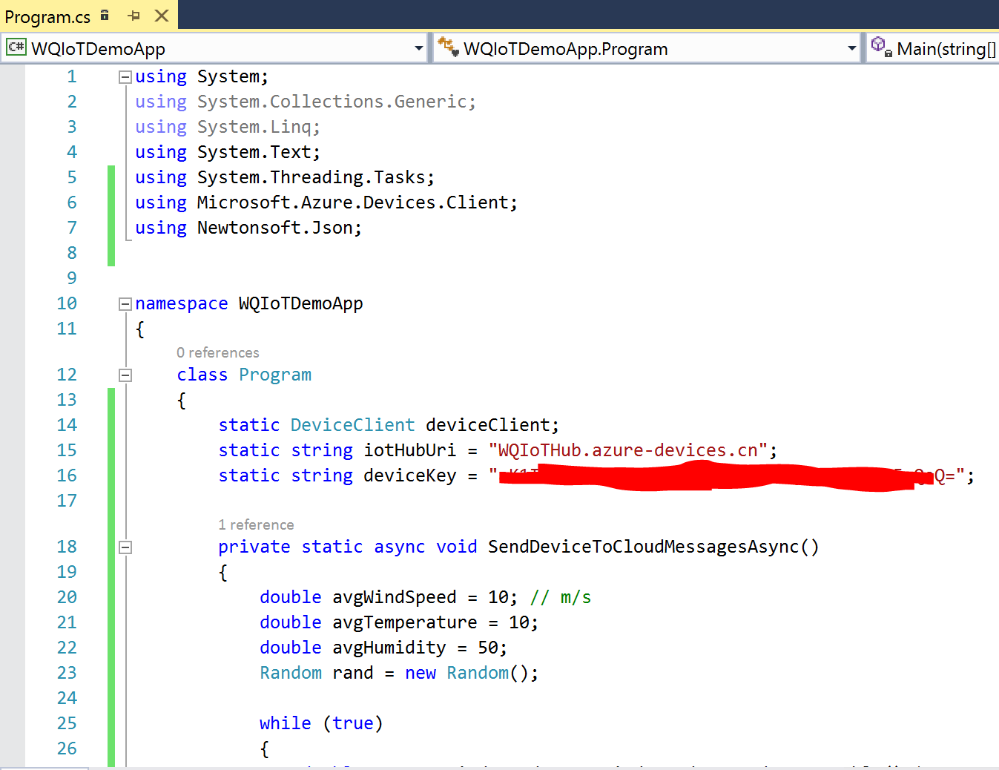 Program.cs
C# WQIoTDemoApp WQIoTDemoApp.Program Main(string[]
1 using System;
2 using System.Collections.Generic;
3 using System.Linq;
4 using System.Text;
5 using System.Threading.Tasks;
6 using Microsoft.Azure.Devices.Client;
7 using Newtonsoft.Json;
8
9
10 namespace WQIoTDemoApp
11 {
0 references
12 class Program
13 {
14 static DeviceClient deviceClient;
15 static string iotHubUri = "WQIoTHub.azure-devices.cn";
16 static string deviceKey = " Q=";
17
1 reference
18 private static async void SendDeviceToCloudMessagesAsync()
19 {
20 double avgWindSpeed = 10; // m/s
21 double avgTemperature = 10;
22 double avgHumidity = 50;
23 Random rand = new Random();
24
25 while (true)
26 {